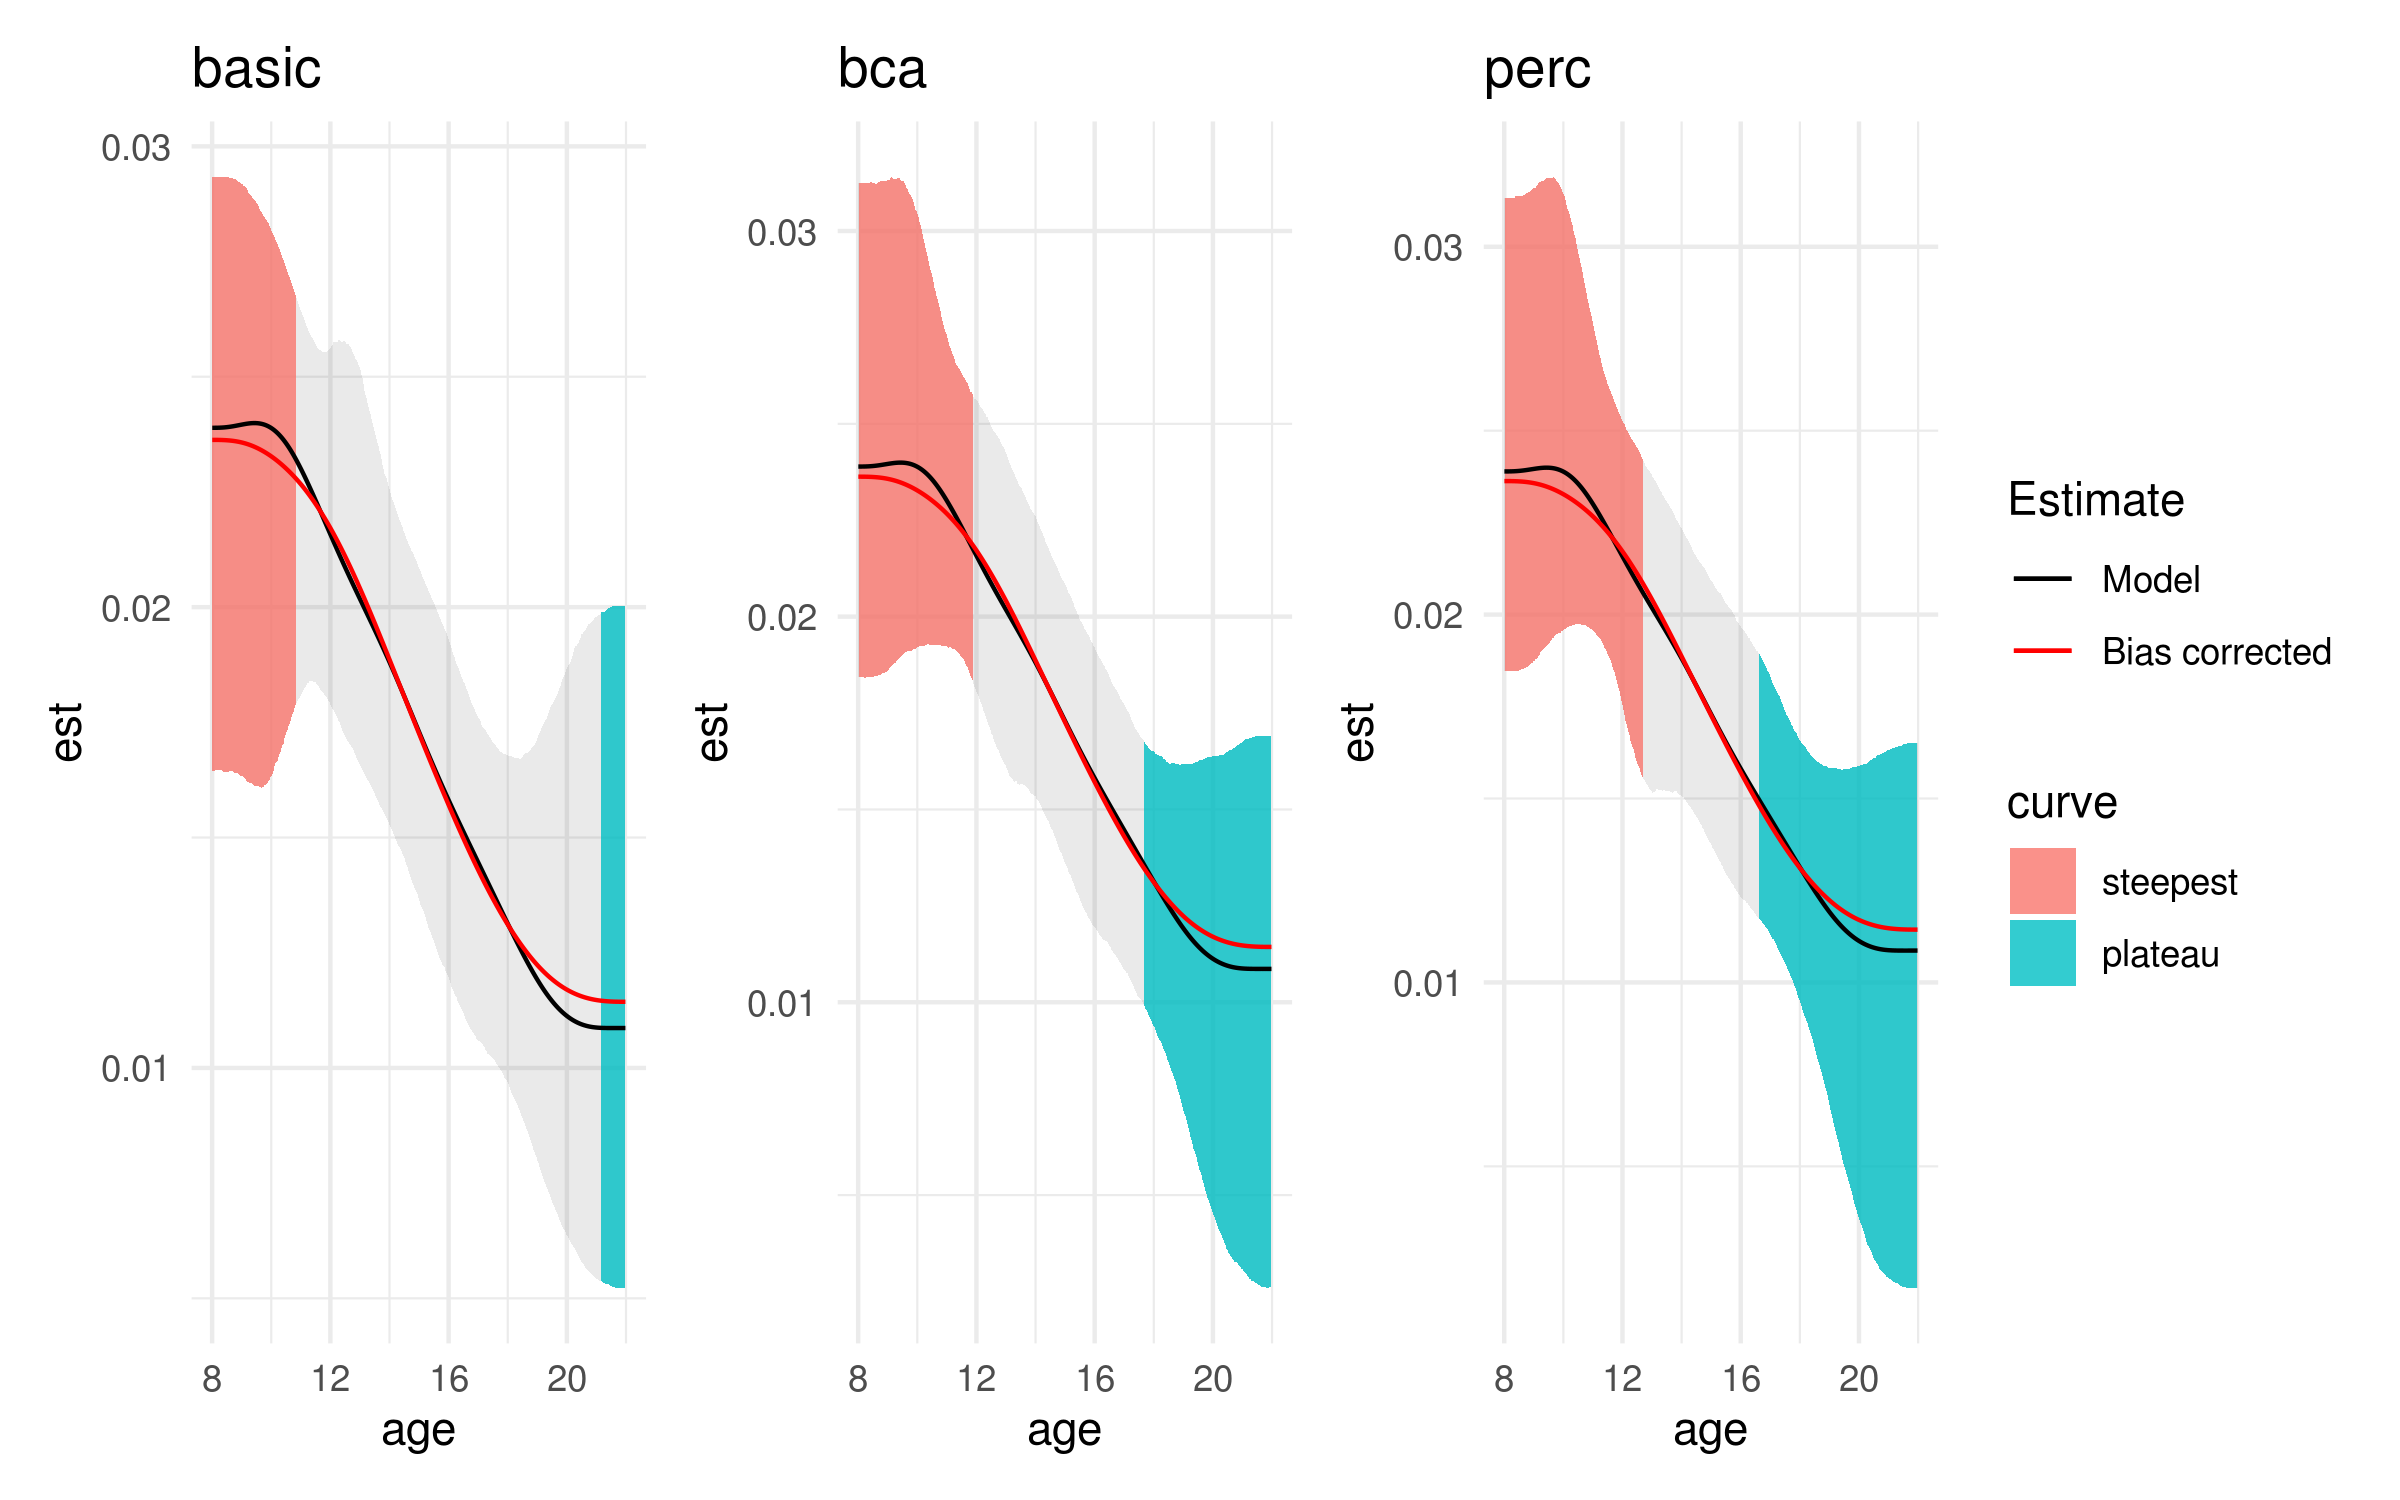 basic
0.03
0.02
0.01
est
8 12 16 20
age
bca
0.03
0.02
0.01
est
8 12 16 20
age
perc
0.03
0.02
0.01
est
8 12 16 20
age
Estimate
Model
Bias corrected
curve
steepest
plateau